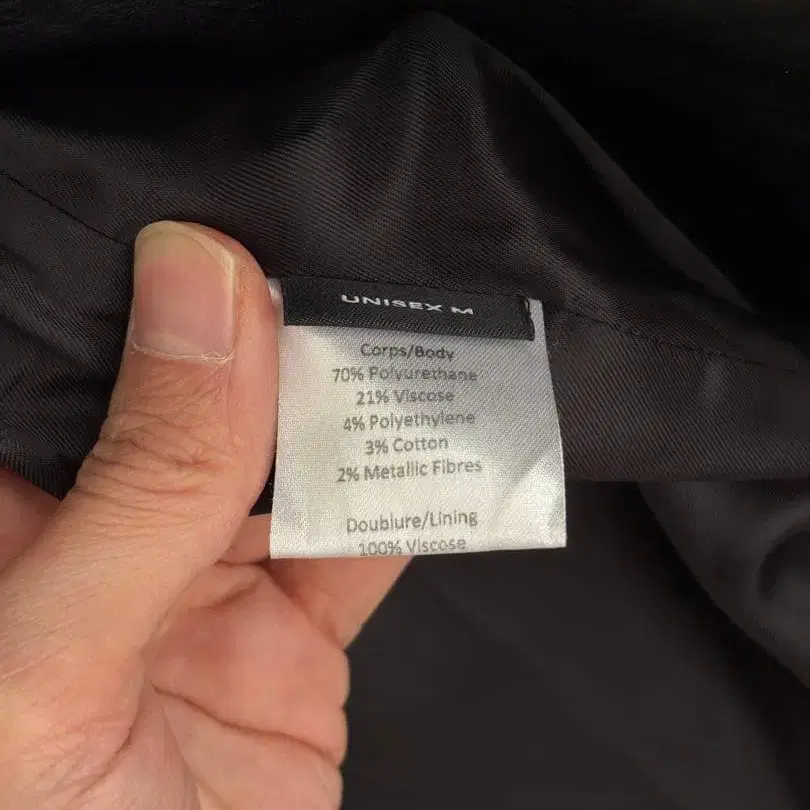 UNISEX M
Corps/Body
70% Polyurethane
21% Viscose
4% Polyethylene
3% Cotton
2% Metallic Fibres
Doublure/Lining
100% Viscose